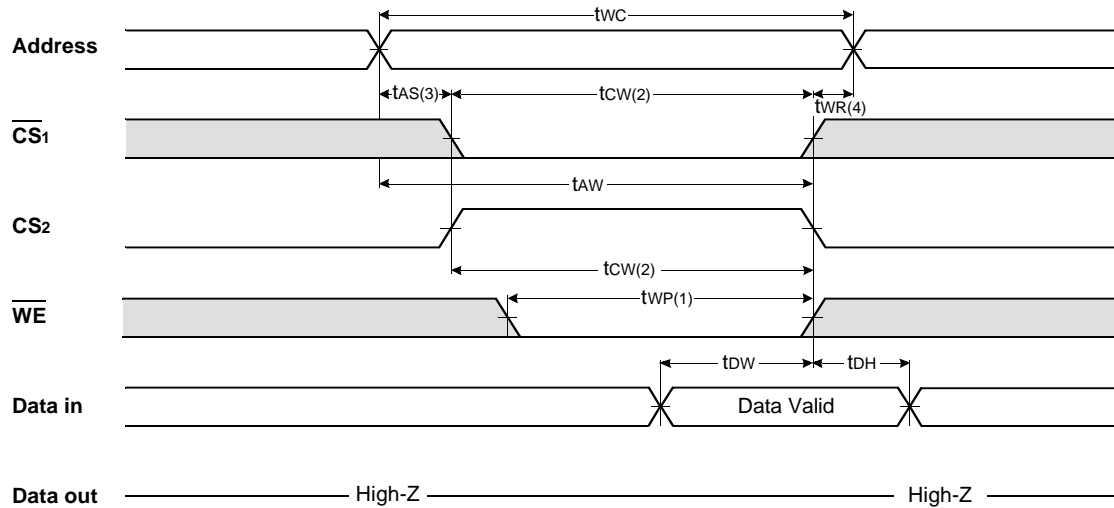 tWC
Address
tAS(3) tCW(2) tWR(4)
CS1
tAW
CS2
tCW(2)
tWP(1)
WE
tDW tDH
Data in Data Valid
Data out High-Z High-Z